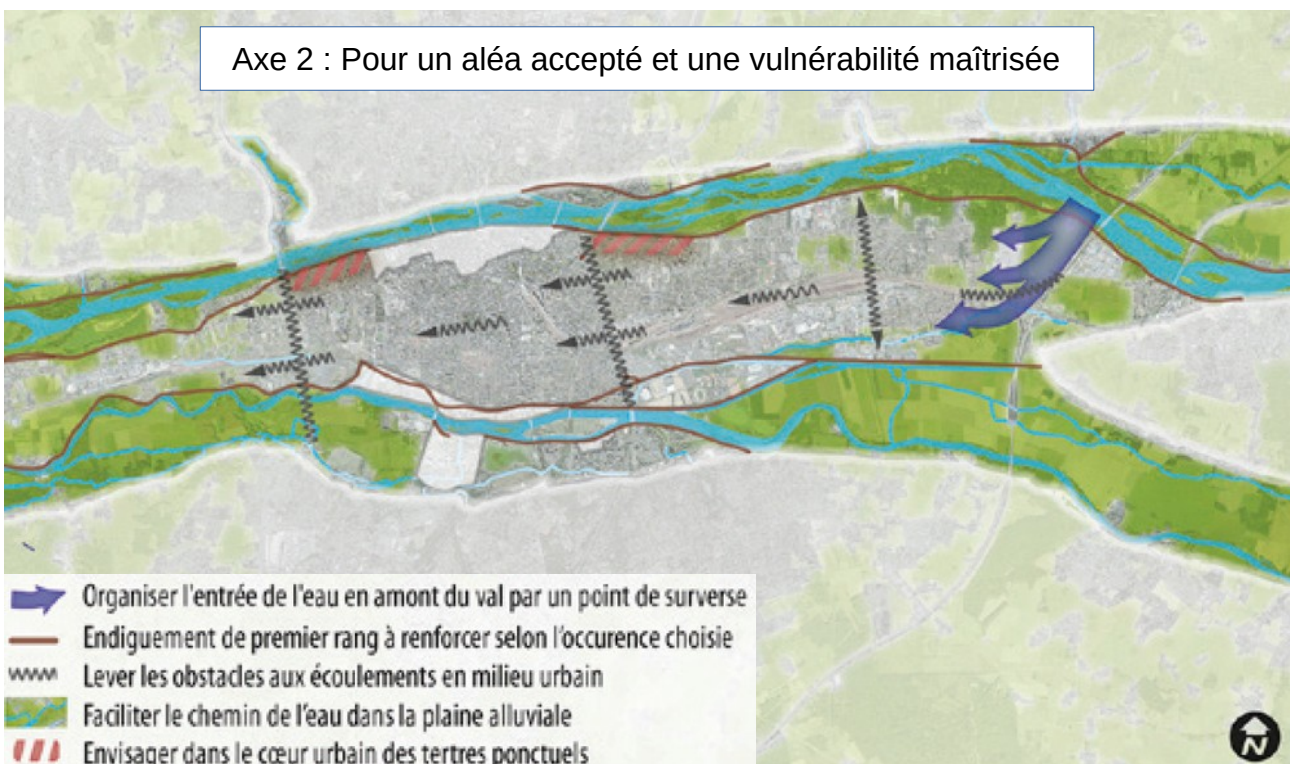 Axe 2 : Pour un aléa accepté et une vulnérabilité maîtrisée
Organiser l'entrée de l'eau en amont du val par un point de surverse
Endiguement de premier rang à renforcer selon l'occurence choisie
Lever les obstacles aux écoulements en milieu urbain
Faciliter le chemin de l'eau dans la plaine alluviale
Envisager dans le cœur urbain des tertres ponctuels
N